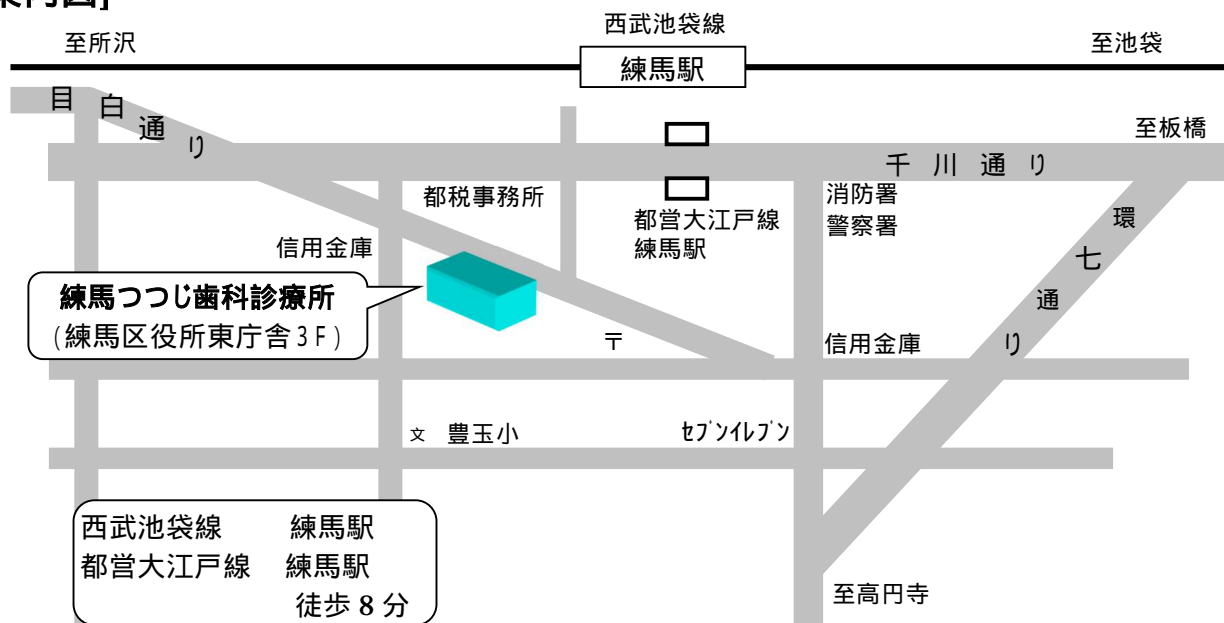 案内図]
西武池袋線
至所沢
練馬駅
至池袋
目白通り
至板橋
千川通り
都税事務所
消防署
警察署
都営大江戸線
練馬駅
環七通り
信用金庫
練馬つつじ歯科診療所
(練馬区役所東庁舎3F)
〒
信用金庫
文 豊玉小
ｾﾌﾞﾝｲﾚﾌﾞﾝ
西武池袋線 練馬駅
都営大江戸線 練馬駅
徒歩8分
至高円寺